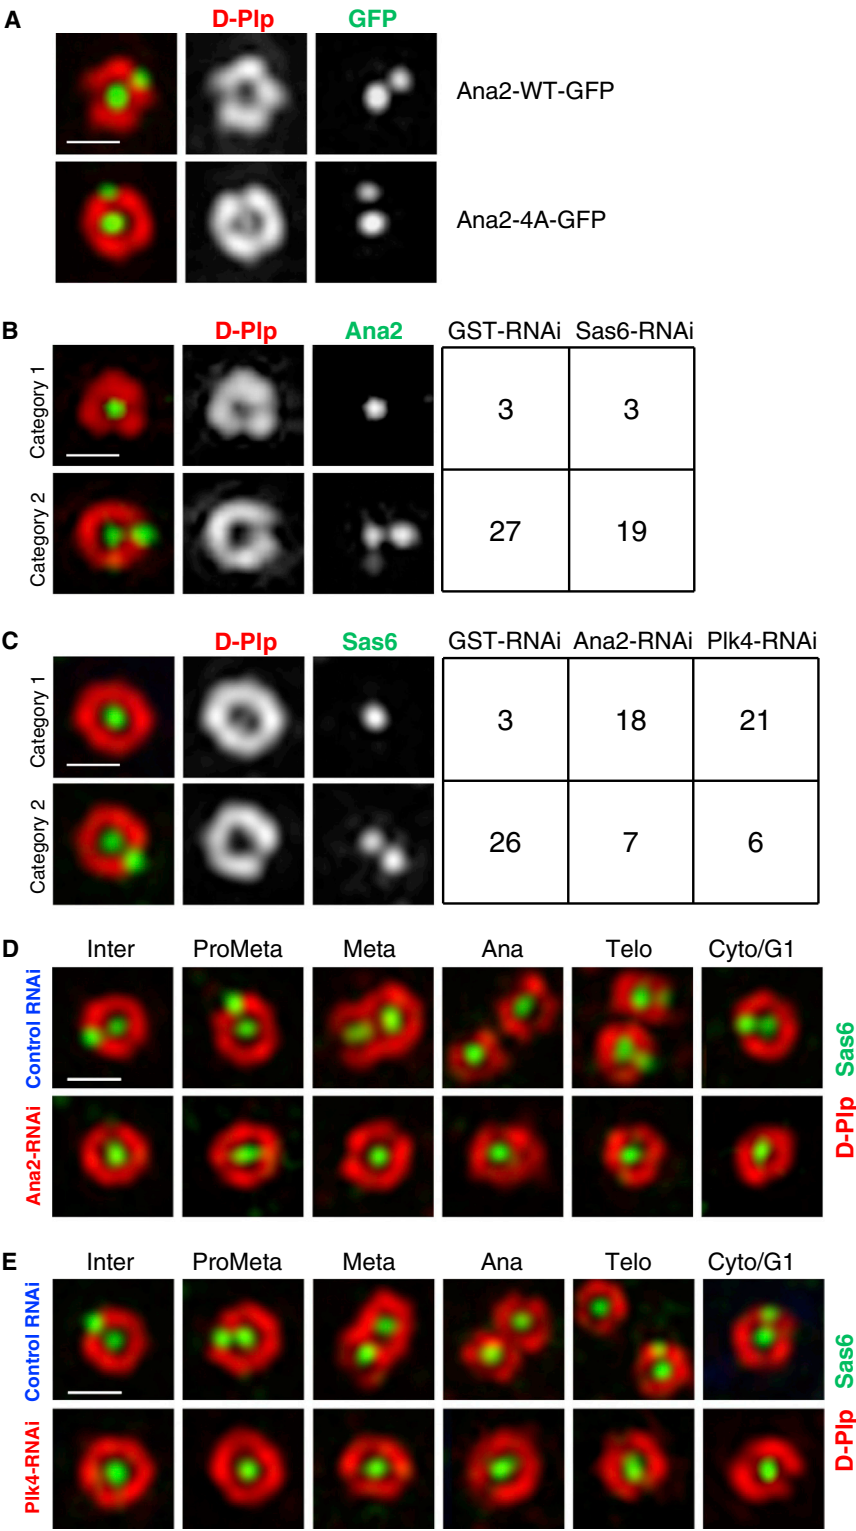 A
D-Plp GFP
Ana2-WT-GFP
Ana2-4A-GFP
B
D-Plp Ana2 GST-RNAi Sas6-RNAi
Category 1
3 3
Category 2
27 19
C
D-Plp Sas6 GST-RNAi Ana2-RNAi Plk4-RNAi
Category 1
3 18 21
Category 2
26 7 6
D
Inter ProMeta Meta Ana Telo Cyto/G1
Control RNAi
Ana2-RNAi
D-Plp Sas6
E
Inter ProMeta Meta Ana Telo Cyto/G1
Control RNAi
Plk4-RNAi
D-Plp Sas6